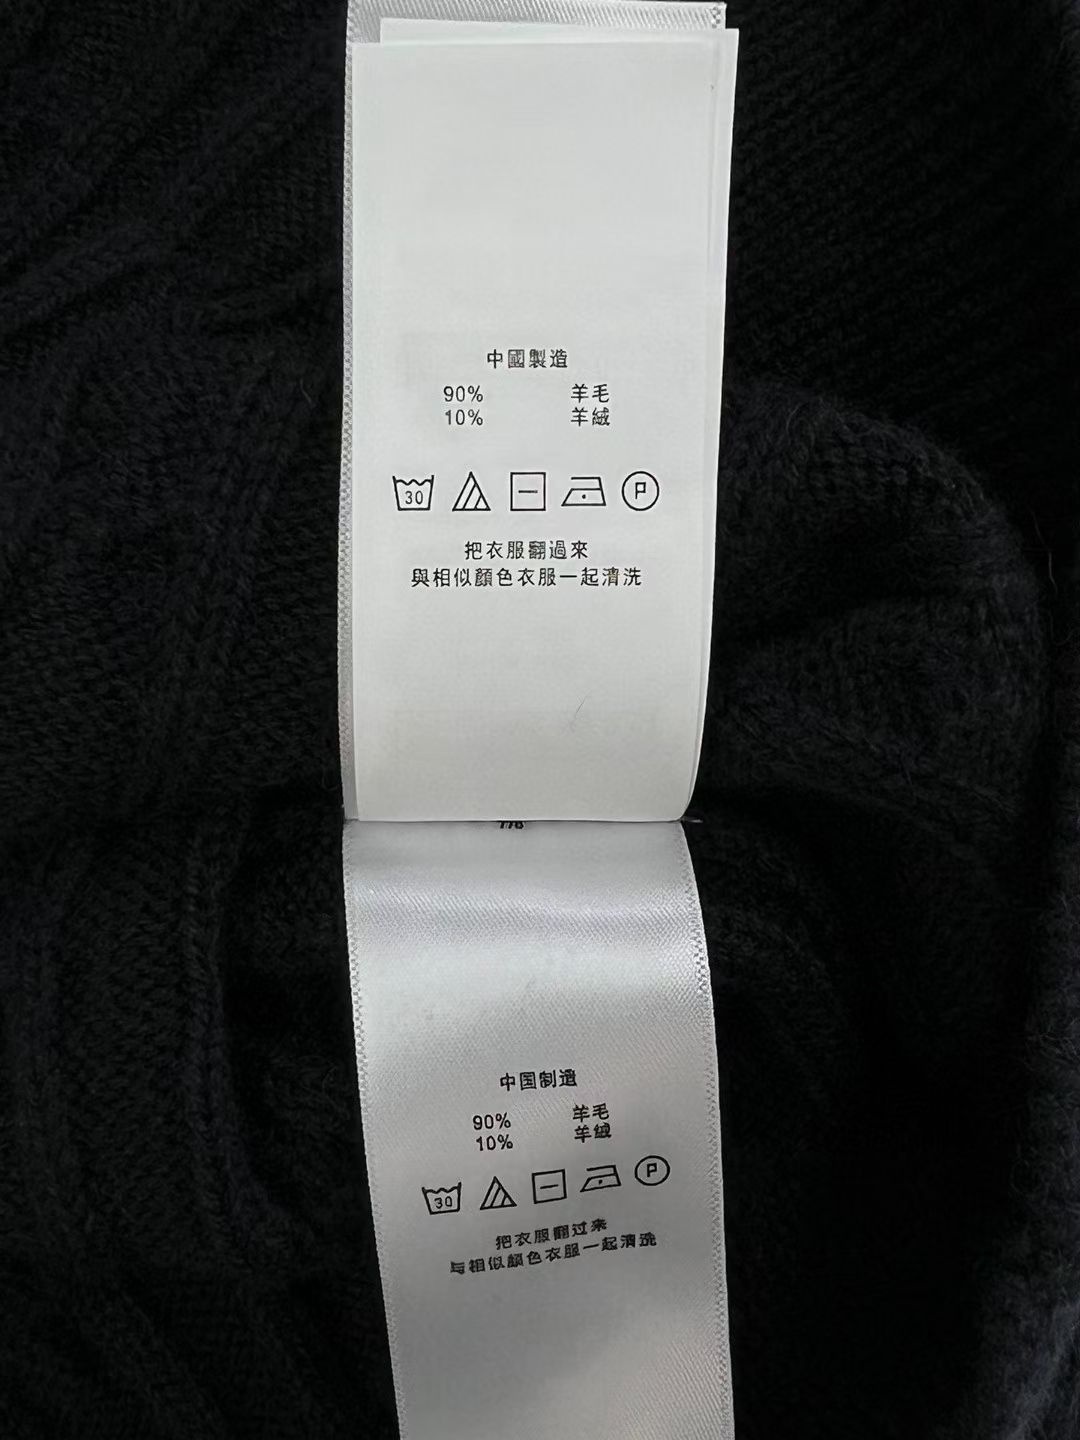 中國製造
90% 羊毛
10% 羊絨
30 P
把衣服翻過來
與相似顏色衣服一起清洗
中国制造
90% 羊毛
10% 羊绒
30 P
把衣服翻过来
与相似颜色衣服一起清洗